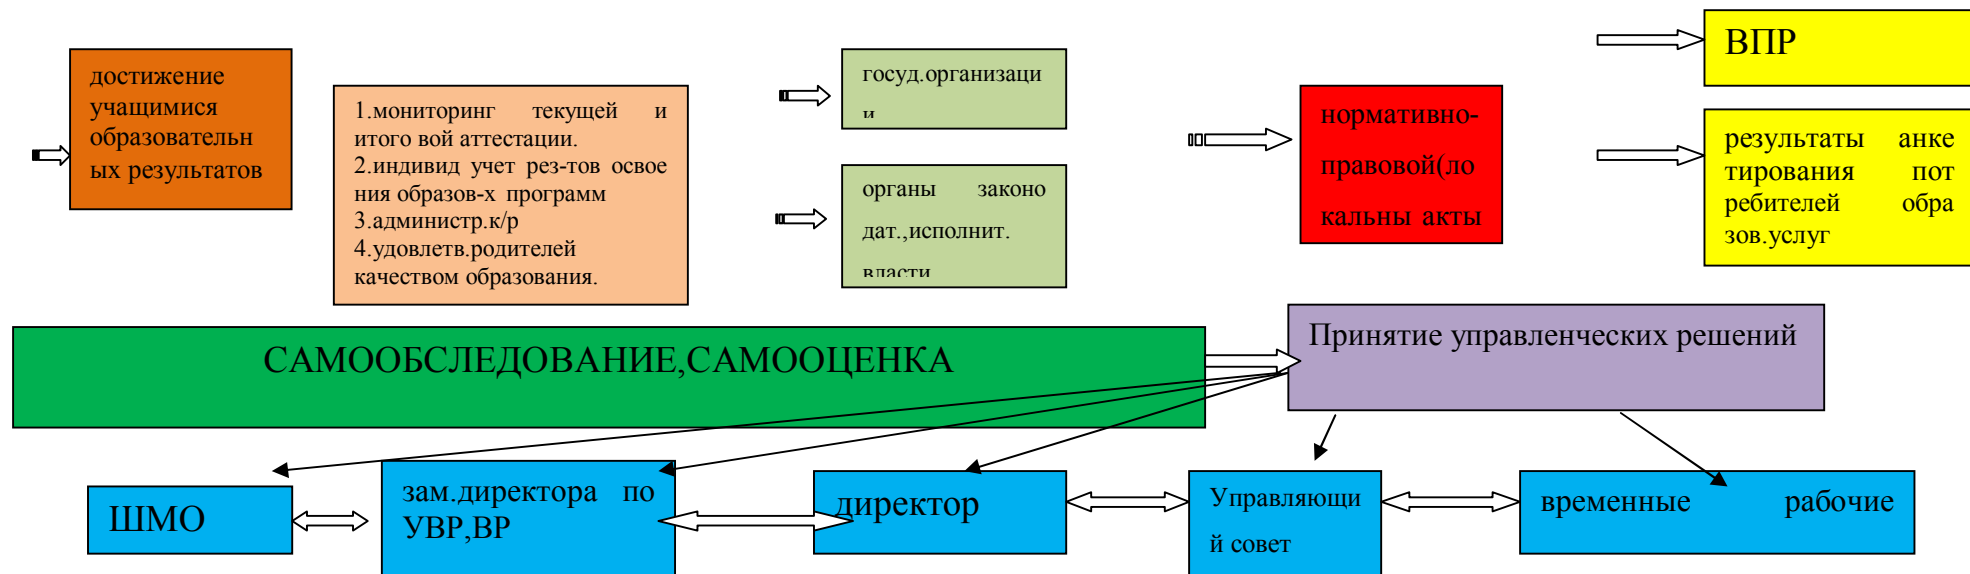 достижение
учащимися
образовательн
ых результатов
1.мониторинг текущей и
итого вой аттестации.
2.индивид учет рез-тов освое
ния образов-х программ
3.администр.к/р
4.удовлетв.родителей
качеством образования.
госуд.организаци
и
органы законо
дат.,исполнит.
власти
нормативно-
правовой(ло
кальны акты
ВПР
результаты анке
тирования пот
ребителей обра
зов.услуг
САМООБСЛЕДОВАНИЕ,САМООЦЕНКА
Принятие управленческих решений
ШМО
зам.директора по
УВР,ВР
директор
Управляющи
й совет
временные рабочие